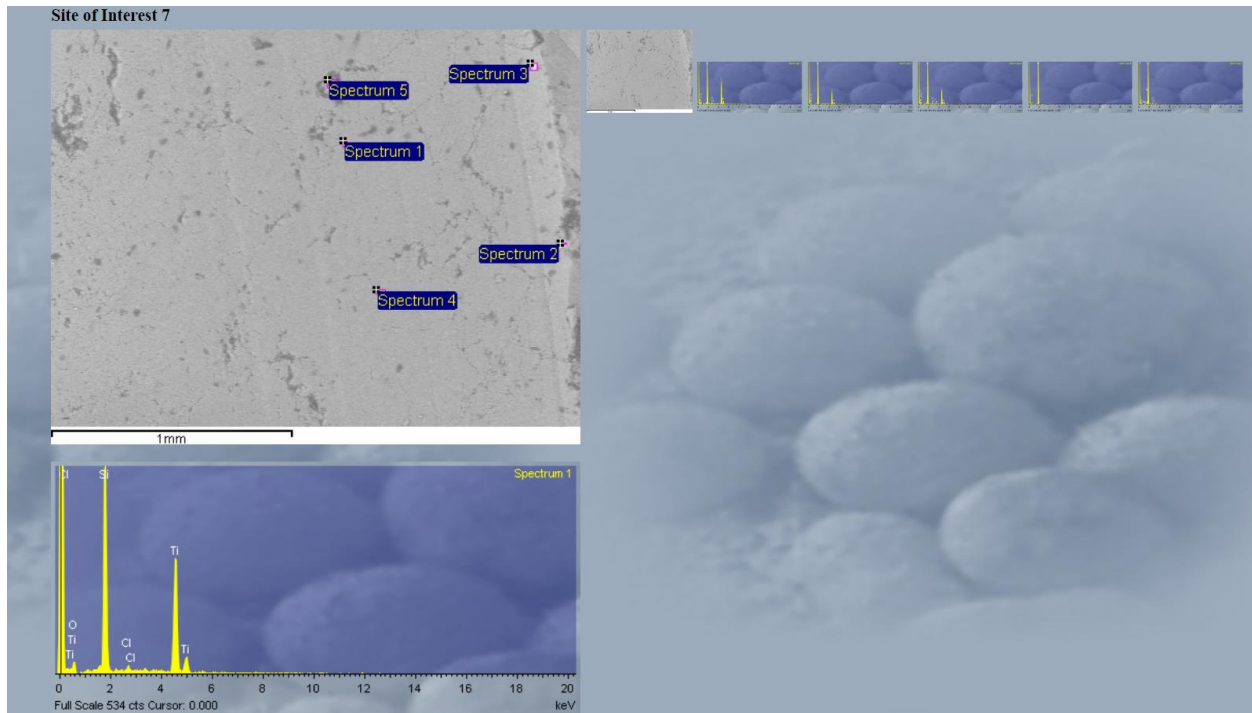 Site of Interest 7
Spectrum 3
Spectrum 5
Spectrum 1
Spectrum 2
Spectrum 4
1mm
Spectrum 1
Cl Si
Ti
O
Ti
Ti
Cl
Cl
Ti
0 2 4 6 8 10 12 14 16 18 20
Full Scale 534 cts Cursor: 0.000 keV